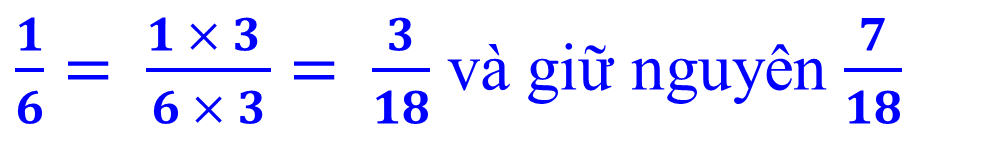 1/6 = 1 × 3 / 6 × 3 = 3/18 và giữ nguyên 7/18